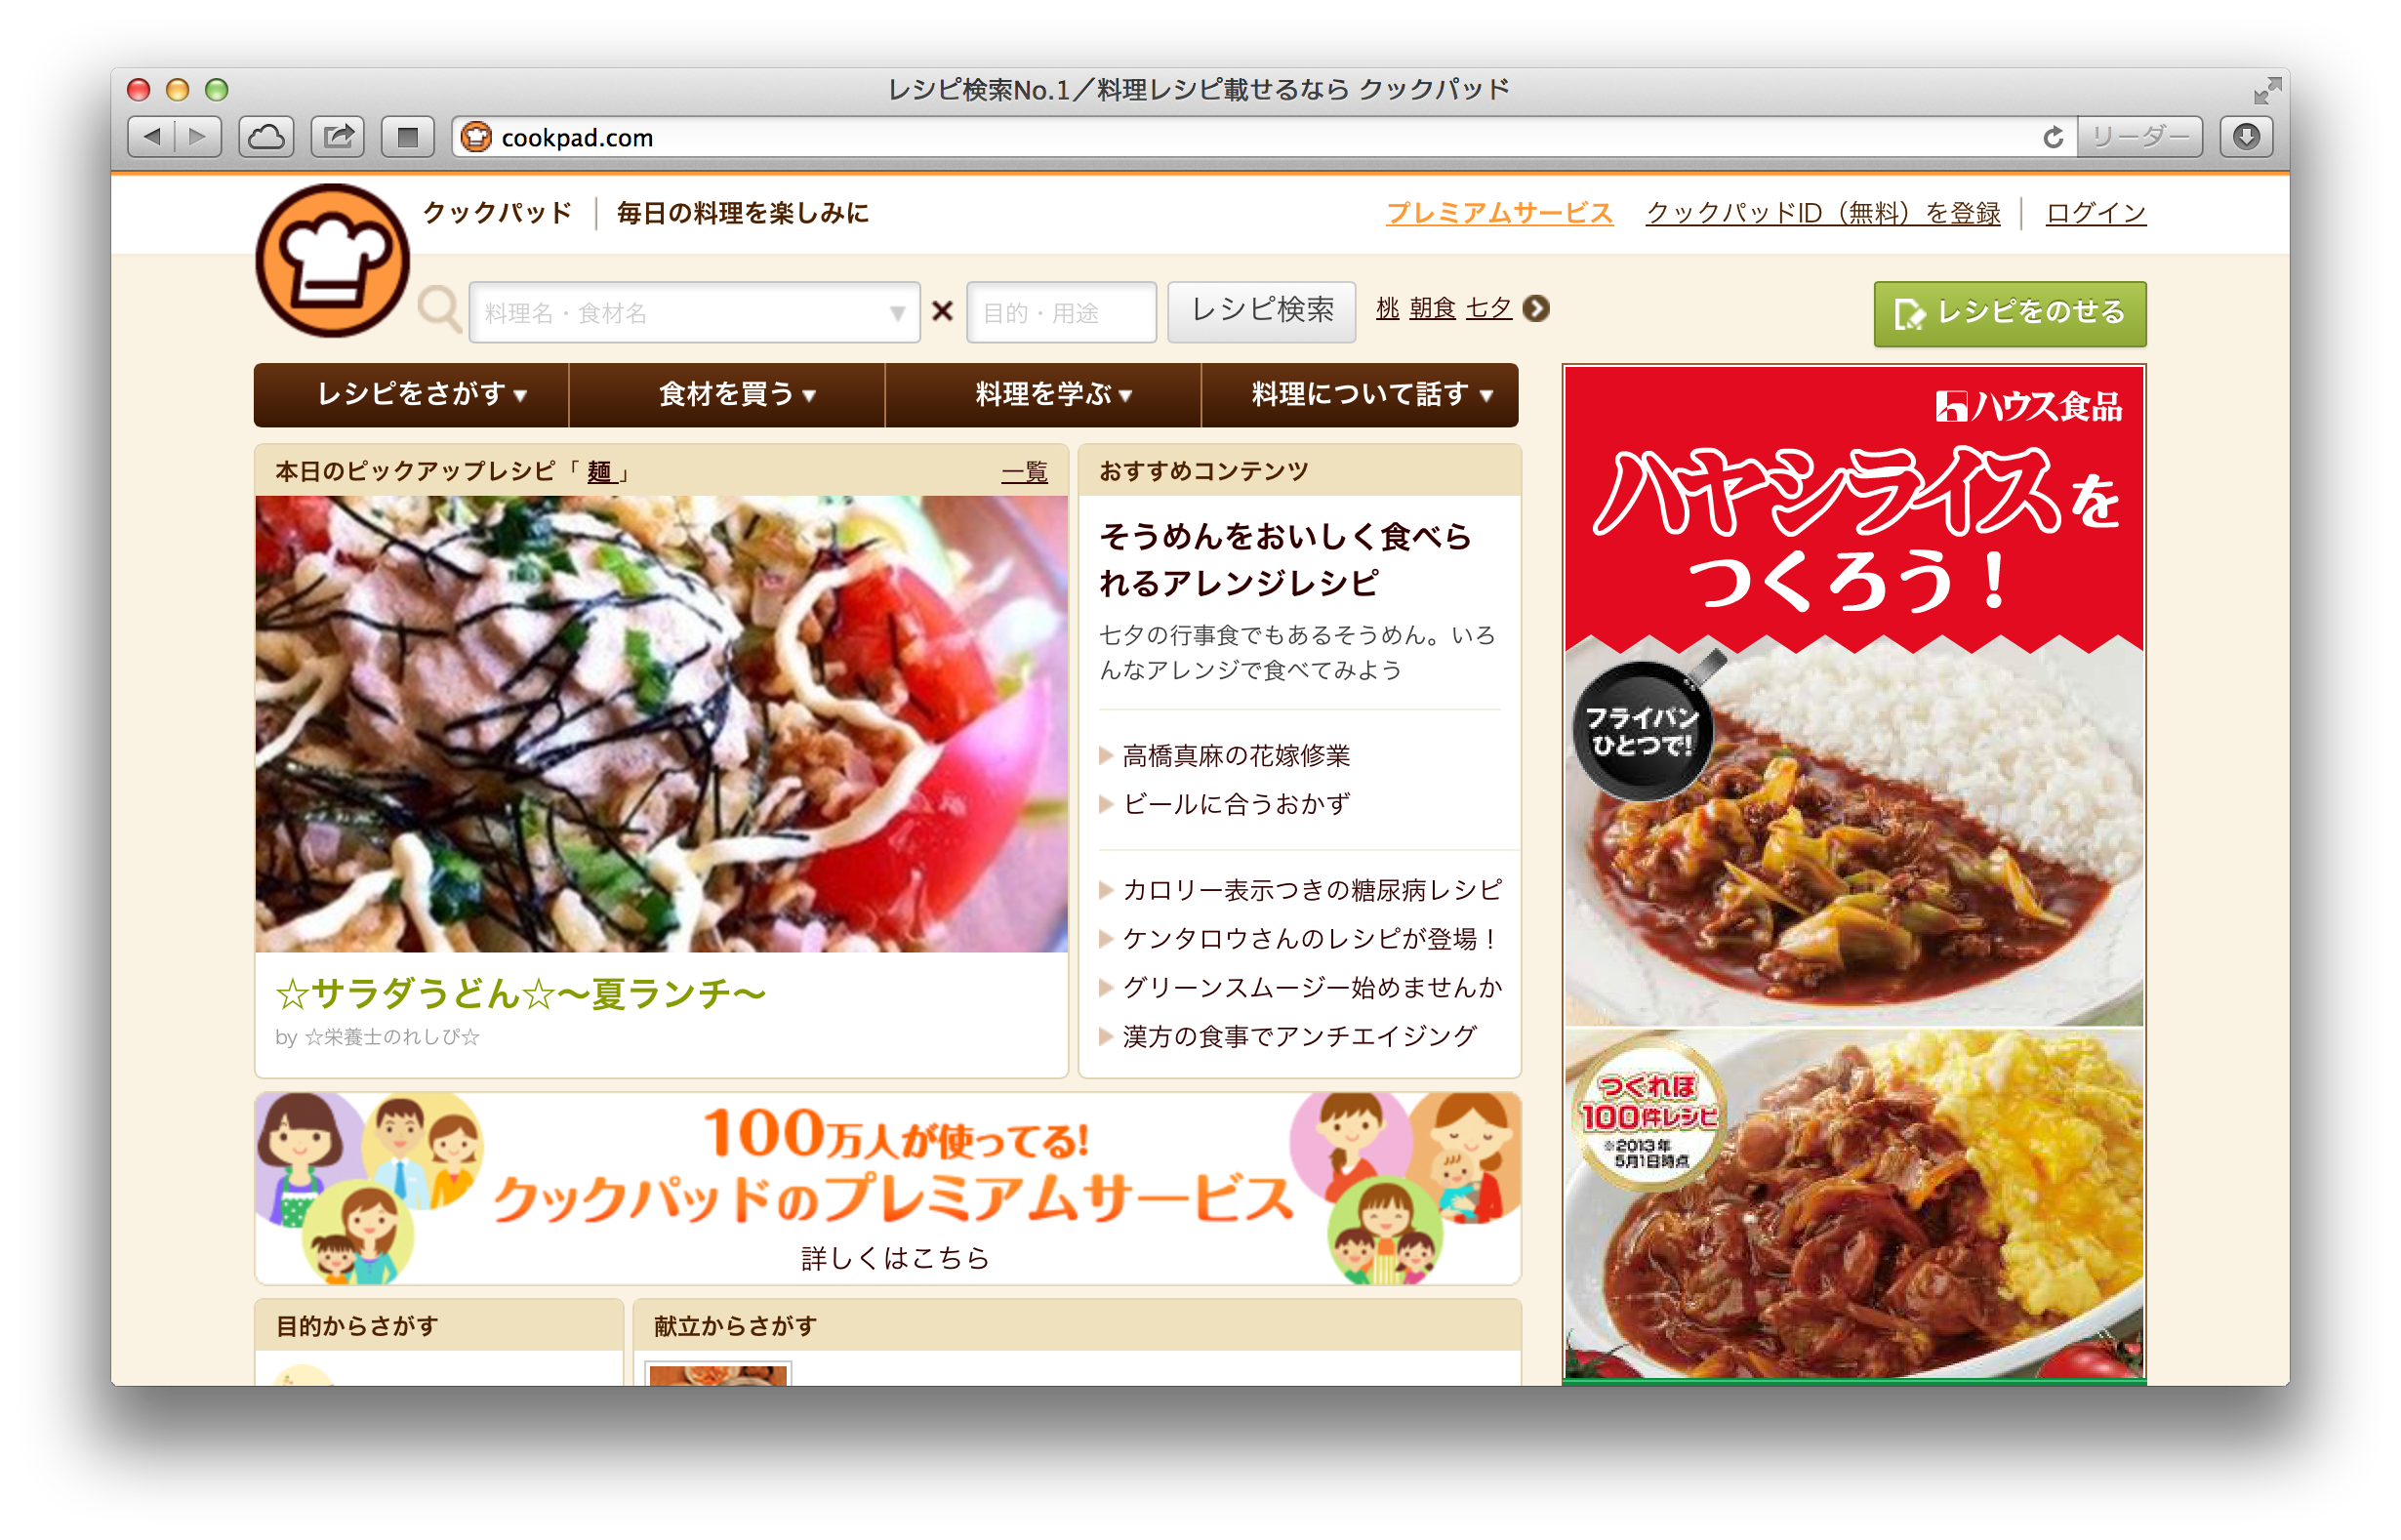 レシピ検索No.1／料理レシピ載せるなら クックパッド
cookpad.com
リーダー
クックパッド
毎日の料理を楽しみに
プレミアムサービス
クックパッドID（無料）を登録
ログイン
料理名・食材名
目的・用途
レシピ検索
桃 朝食 七夕
レシピをのせる
レシピをさがす
食材を買う
料理を学ぶ
料理について話す
本日のピックアップレシピ「 麺 」
一覧
☆サラダうどん☆〜夏ランチ〜
by ☆栄養士のれしぴ☆
おすすめコンテンツ
そうめんをおいしく食べら
れるアレンジレシピ
七夕の行事食でもあるそうめん。いろ
んなアレンジで食べてみよう
高橋真麻の花嫁修業
ビールに合うおかず
カロリー表示つきの糖尿病レシピ
ケンタロウさんのレシピが登場！
グリーンスムージー始めませんか
漢方の食事でアンチエイジング
ハウス食品
ハヤシライスを
つくろう！
フライパン
ひとつで!
つくれぽ
100件レシピ
※2013年
5月1日時点
100万人が使ってる!
クックパッドのプレミアムサービス
詳しくはこちら
目的からさがす
献立からさがす